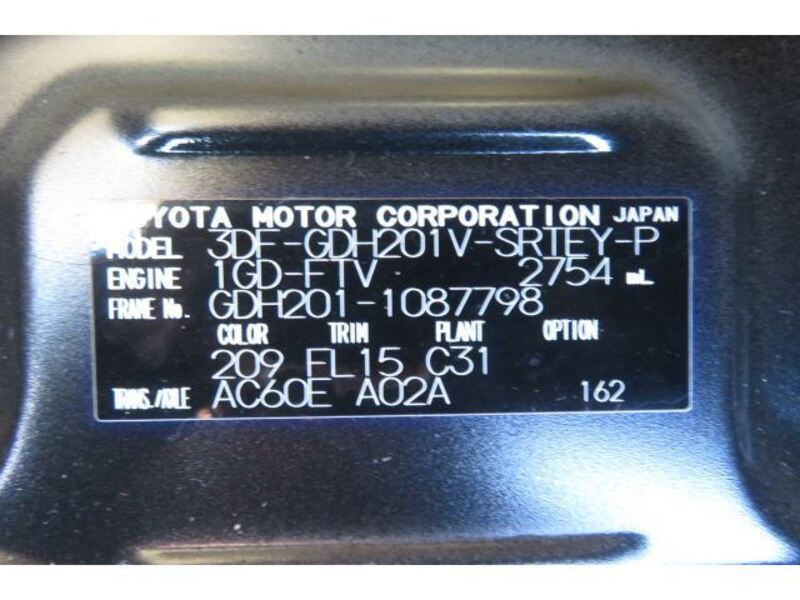 TOYOTA MOTOR CORPORATION JAPAN
MODEL 3DF-GDH201V-SRTEY-P
ENGINE 1GD-FTV 2754 mL
FRAME No. GDH201-1087798
COLOR TRIM PLANT OPTION
209 FL15 C31
TRANS./AXLE AC60E A02A 162